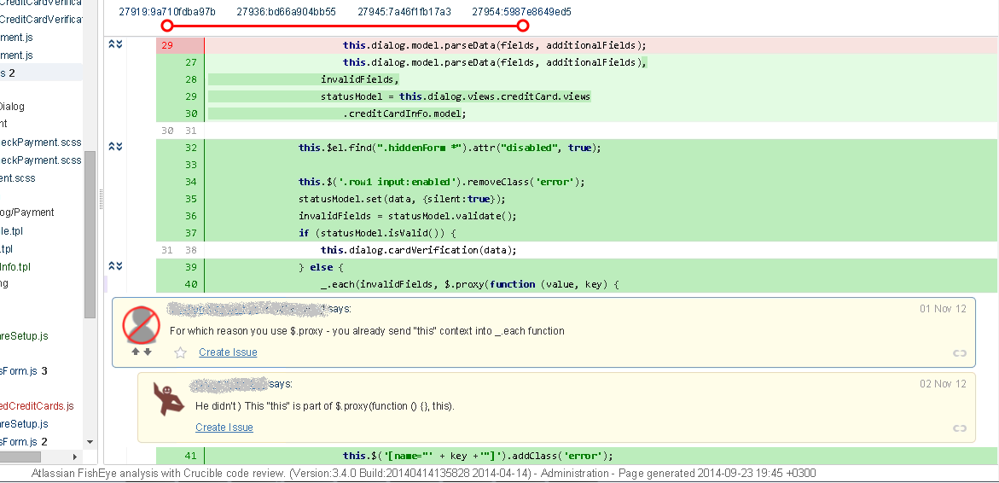 CreditCardVerifica
27919:9a710fdba97b 27936:bd66a904bb55 27945:7a46f1fb17a3 27954:5987e8649ed5
CreditCardVerifica
ment.js
ment.js
s 2
Dialog
nt
eckPayment.scss
eckPayment.scss
ent.scss
og/Payment
le.tpl
.tpl
nfo.tpl
ng
reSetup.js
sForm.js 3
edCreditCards.js
reSetup.js
sForm.js 2
29 this.dialog.model.parseData(fields, additionalFields);
27 this.dialog.model.parseData(fields, additionalFields),
28 invalidFields,
29 statusModel = this.dialog.views.creditCard.views
30 .creditCardInfo.model;
30 31
32 this.$el.find(".hiddenForm *").attr("disabled", true);
33
34 this.$('.row1 input:enabled').removeClass('error');
35 statusModel.set(data, {silent:true});
36 invalidFields = statusModel.validate();
37 if (statusModel.isValid()) {
31 38 this.dialog.cardVerification(data);
39 } else {
40 _.each(invalidFields, $.proxy(function (value, key) {
says: 01 Nov 12
For which reason you use $.proxy - you already send "this" context into _.each function
Create Issue
says: 02 Nov 12
He didn't ) This "this" is part of $.proxy(function () {}, this).
Create Issue
41 this.$('[name="' + key +'"]').addClass('error');
Atlassian FishEye analysis with Crucible code review. (Version:3.4.0 Build:20140414135828 2014-04-14) - Administration - Page generated 2014-09-23 19:45 +0300